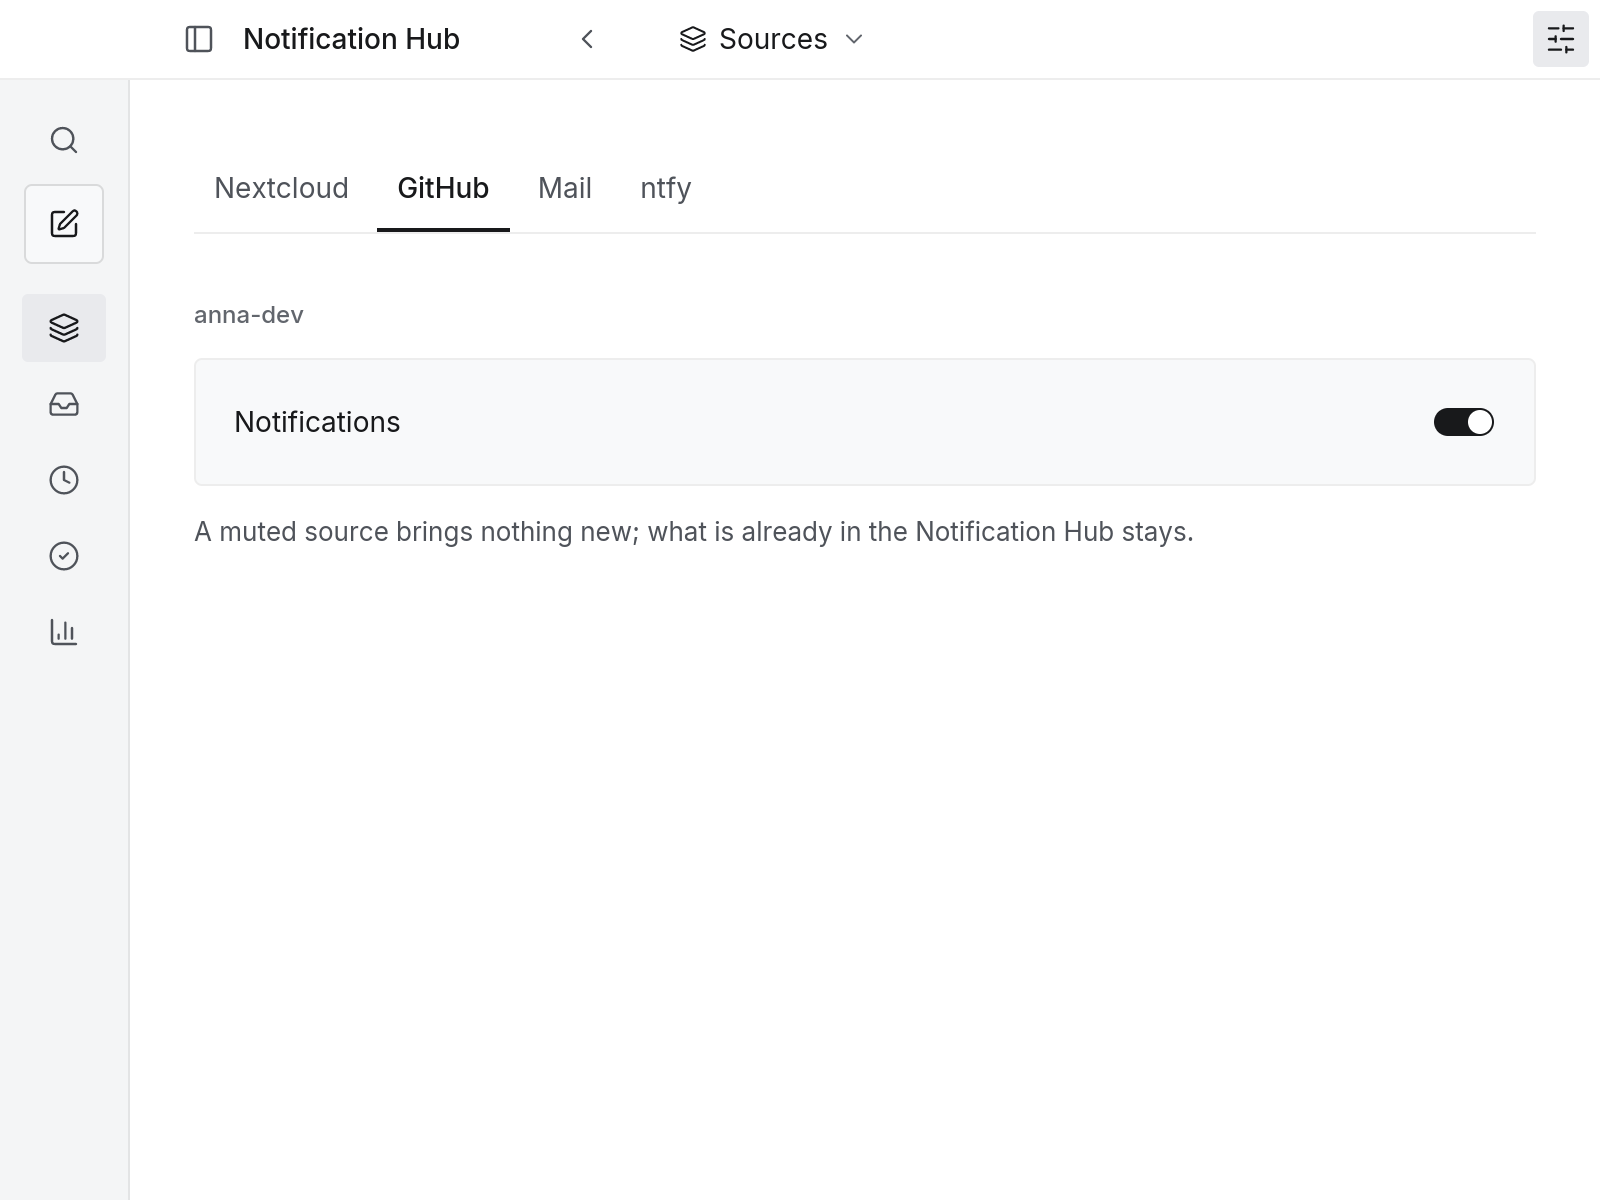 Notification Hub
Sources
Nextcloud GitHub Mail ntfy
anna-dev
Notifications
A muted source brings nothing new; what is already in the Notification Hub stays.